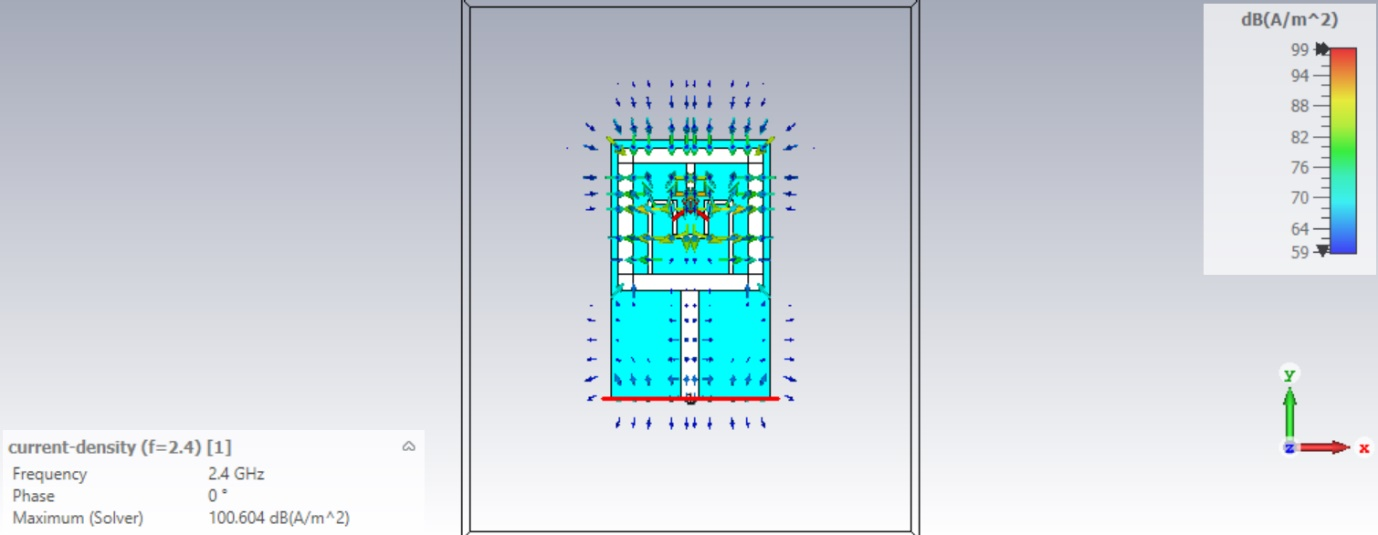 dB(A/m^2)
99
94
88
82
76
70
64
59
y
z
x
current-density (f=2.4) [1]
Frequency 2.4 GHz
Phase 0 °
Maximum (Solver) 100.604 dB(A/m^2)